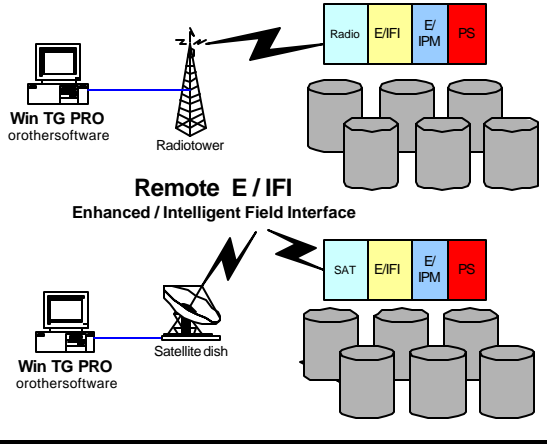 Radio E/IFI E/ IPM PS
Win TG PRO
orothersoftware
Radiotower
Remote E / IFI
Enhanced / Intelligent Field Interface
SAT E/IFI E/ IPM PS
Satellite dish
Win TG PRO
orothersoftware